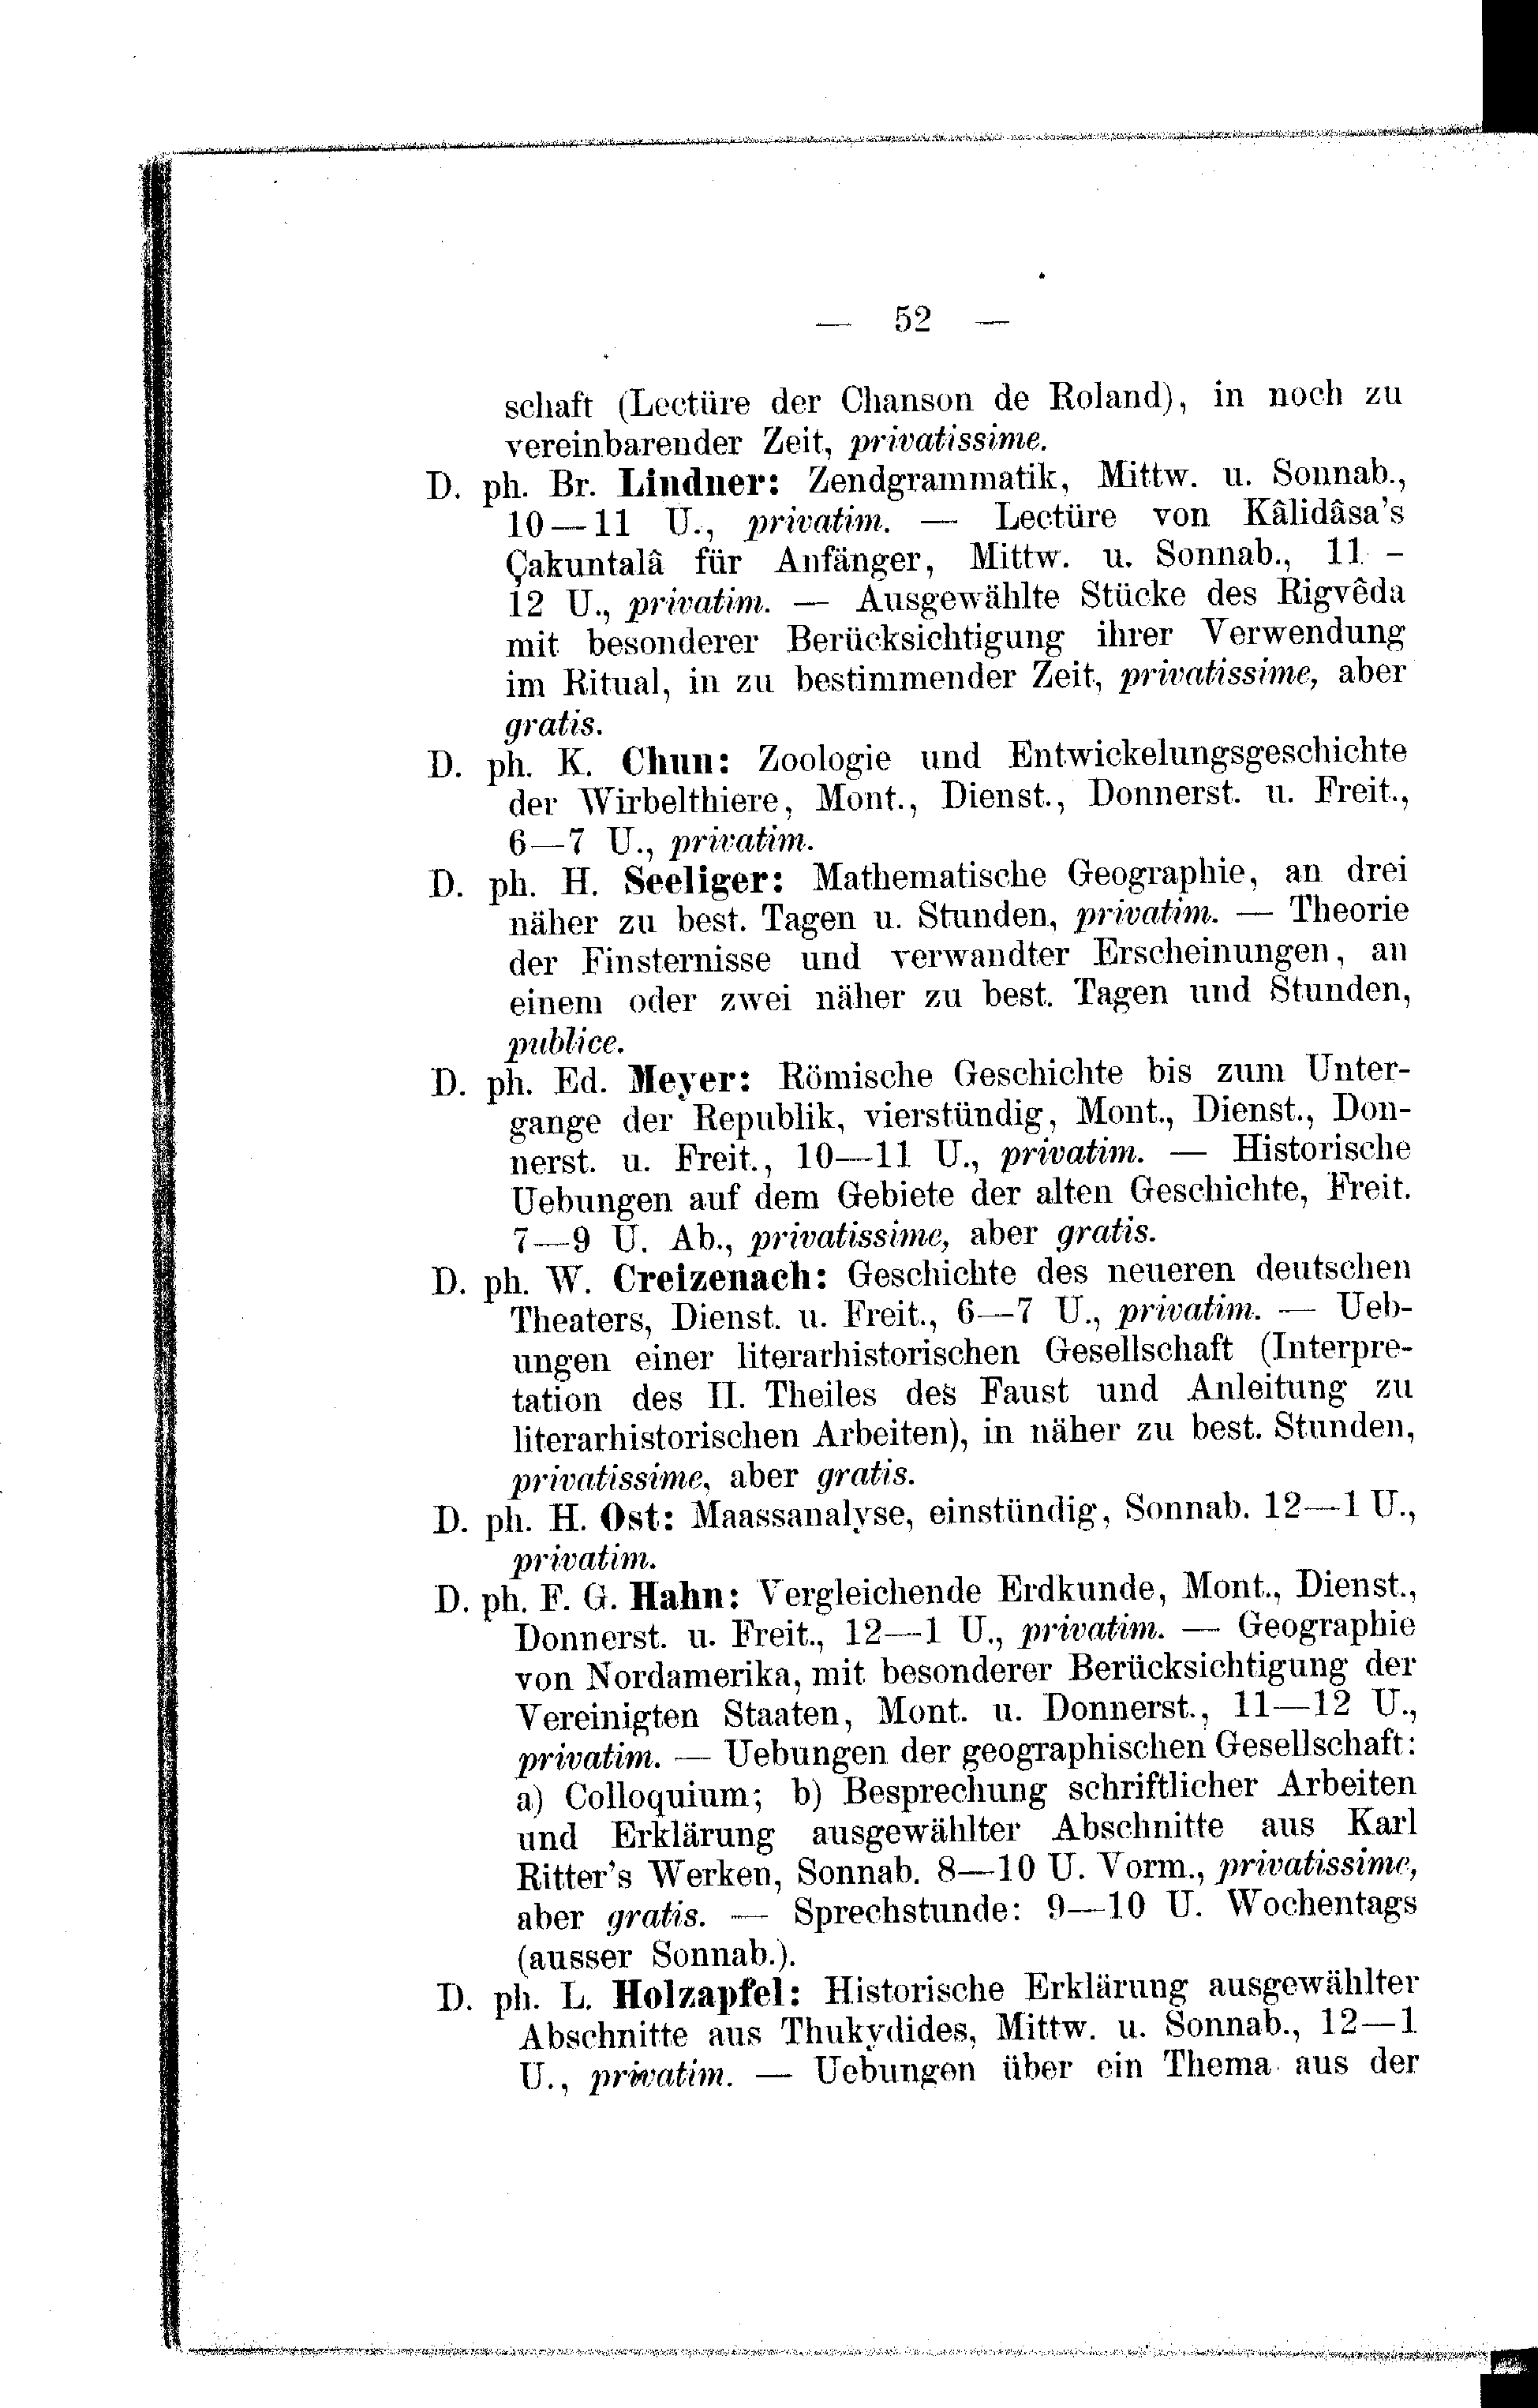 — 52 —
schaft (Lectüre der Chanson de Roland), in noch zu
vereinbarender Zeit, privatissime.
D. ph. Br. Lindner: Zendgrammatik, Mittw. u. Sonnab.,
10—11 U., privatim. — Lectüre von Kâlidâsa's
Çakuntalâ für Anfänger, Mittw. u. Sonnab., 11 –
12 U., privatim. — Ausgewählte Stücke des Rigvêda
mit besonderer Berücksichtigung ihrer Verwendung
im Ritual, in zu bestimmender Zeit, privatissime, aber
gratis.
D. ph. K. Chun: Zoologie und Entwickelungsgeschichte
der Wirbelthiere, Mont., Dienst., Donnerst. u. Freit.,
6—7 U., privatim.
D. ph. H. Seeliger: Mathematische Geographie, an drei
näher zu best. Tagen u. Stunden, privatim. — Theorie
der Finsternisse und verwandter Erscheinungen, an
einem oder zwei näher zu best. Tagen und Stunden,
publice.
D. ph. Ed. Meyer: Römische Geschichte bis zum Unter-
gange der Republik, vierstündig, Mont., Dienst., Don-
nerst. u. Freit., 10—11 U., privatim. — Historische
Uebungen auf dem Gebiete der alten Geschichte, Freit.
7—9 U. Ab., privatissime, aber gratis.
D. ph. W. Creizenach: Geschichte des neueren deutschen
Theaters, Dienst. u. Freit., 6—7 U., privatim. — Ueb-
ungen einer literarhistorischen Gesellschaft (Interpre-
tation des II. Theiles des Faust und Anleitung zu
literarhistorischen Arbeiten), in näher zu best. Stunden,
privatissime, aber gratis.
D. ph. H. Ost: Maassanalyse, einstündig, Sonnab. 12—1 U.,
privatim.
D. ph. F. G. Hahn: Vergleichende Erdkunde, Mont., Dienst.,
Donnerst. u. Freit., 12—1 U., privatim. — Geographie
von Nordamerika, mit besonderer Berücksichtigung der
Vereinigten Staaten, Mont. u. Donnerst., 11—12 U.,
privatim. — Uebungen der geographischen Gesellschaft:
a) Colloquium; b) Besprechung schriftlicher Arbeiten
und Erklärung ausgewählter Abschnitte aus Karl
Ritter's Werken, Sonnab. 8—10 U. Vorm., privatissime,
aber gratis. — Sprechstunde: 9—10 U. Wochentags
(ausser Sonnab.).
D. ph. L. Holzapfel: Historische Erklärung ausgewählter
Abschnitte aus Thukydides, Mittw. u. Sonnab., 12—1
U., privatim. — Uebungen über ein Thema aus der